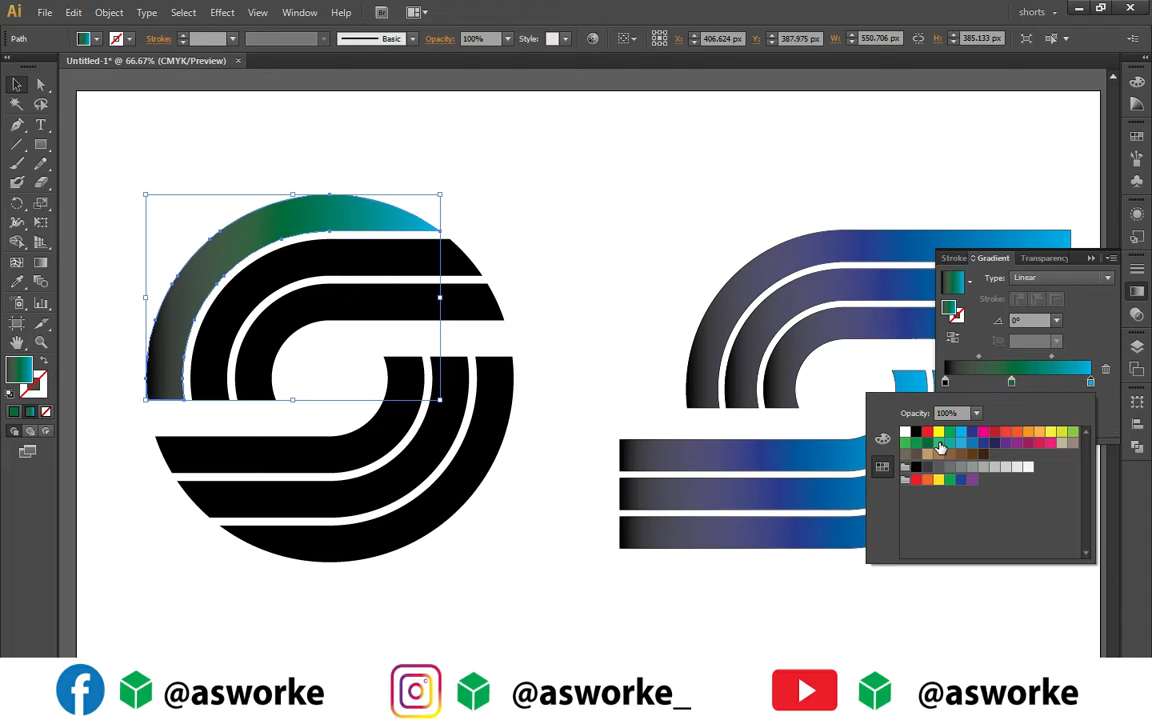 Ai File Edit Object Type Select Effect View Window Help Br shorts
Path Stroke: Basic Opacity: 100% Style: X: 406.624 px Y: 387.975 px W: 550.706 px H: 385.133 px
Untitled-1* @ 66.67% (CMYK/Preview) ×
Stroke Gradient Transparency
Type: Linear
Stroke:
0°
Opacity: 100%
@asworke @asworke_ @asworke